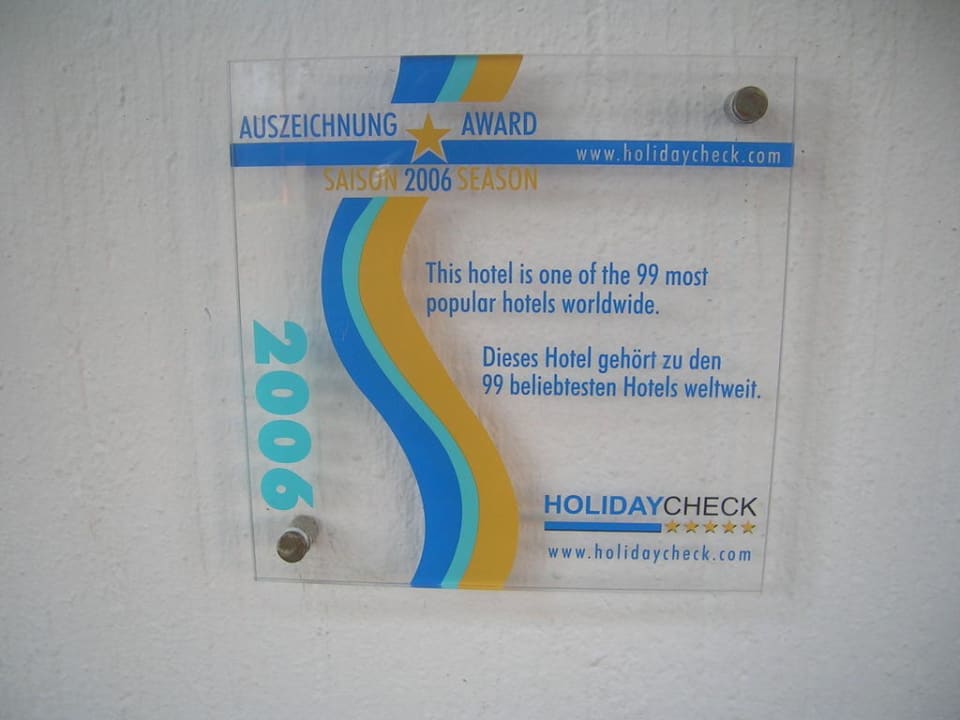 AUSZEICHNUNG AWARD
www.holidaycheck.com
SAISON 2006 SEASON
This hotel is one of the 99 most
popular hotels worldwide.
Dieses Hotel gehört zu den
99 beliebtesten Hotels weltweit.
2006
HOLIDAYCHECK
www.holidaycheck.com